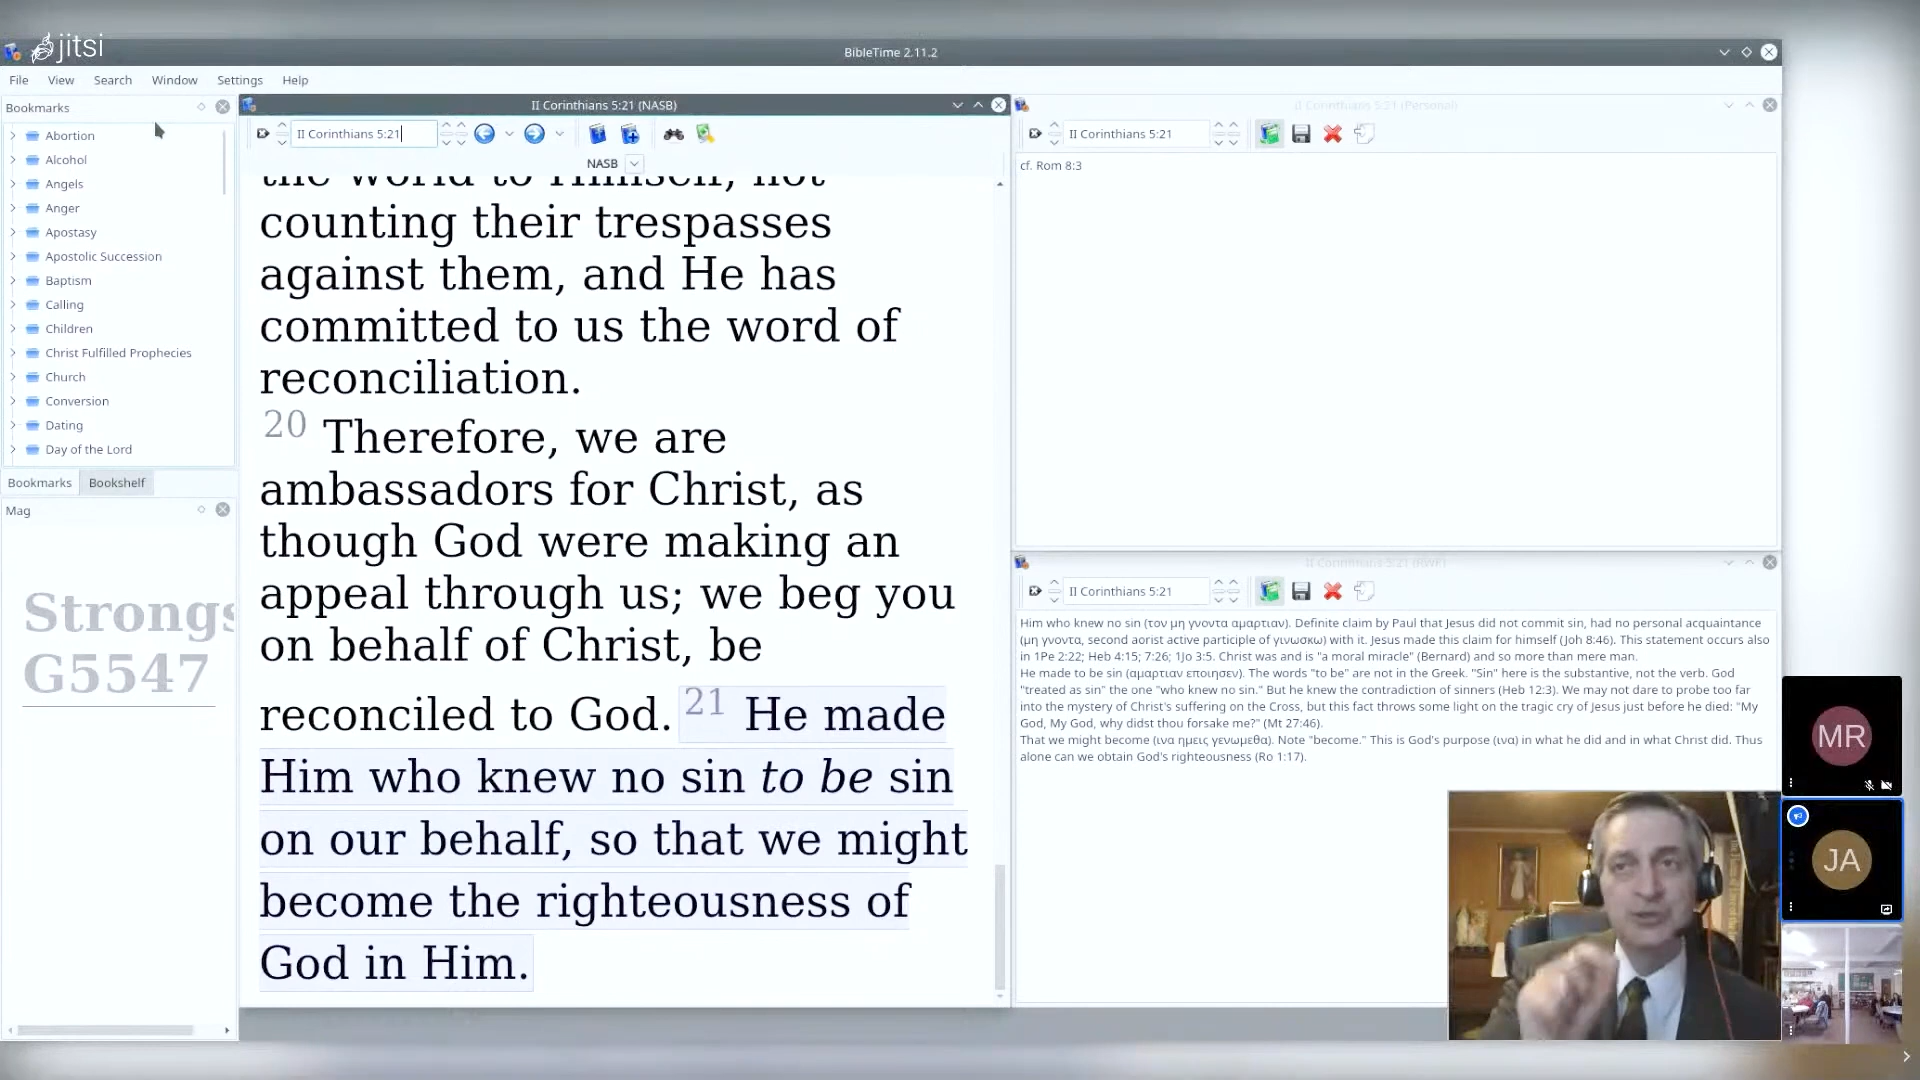 jitsi
BibleTime 2.11.2
File View Search Window Settings Help
Bookmarks
Abortion
Alcohol
Angels
Anger
Apostasy
Apostolic Succession
Baptism
Calling
Children
Christ Fulfilled Prophecies
Church
Conversion
Dating
Day of the Lord
Bookmarks Bookshelf
Mag
Strongs
G5547
II Corinthians 5:21 (NASB)
II Corinthians 5:21
NASB
the world to Himself, not
counting their trespasses
against them, and He has
committed to us the word of
reconciliation.
20 Therefore, we are
ambassadors for Christ, as
though God were making an
appeal through us; we beg you
on behalf of Christ, be
reconciled to God. 21 He made
Him who knew no sin to be sin
on our behalf, so that we might
become the righteousness of
God in Him.
II Corinthians 5:21 (Personal)
II Corinthians 5:21
cf. Rom 8:3
II Corinthians 5:21 (RWP)
II Corinthians 5:21
Him who knew no sin (τον μη γνοντα αμαρτιαν). Definite claim by Paul that Jesus did not commit sin, had no personal acquaintance
(μη γνοντα, second aorist active participle of γινωσκω) with it. Jesus made this claim for himself (Joh 8:46). This statement occurs also
in 1Pe 2:22; Heb 4:15; 7:26; 1Jo 3:5. Christ was and is "a moral miracle" (Bernard) and so more than mere man.
He made to be sin (αμαρτιαν εποιησεν). The words "to be" are not in the Greek. "Sin" here is the substantive, not the verb. God
"treated as sin" the one "who knew no sin." But he knew the contradiction of sinners (Heb 12:3). We may not dare to probe too far
into the mystery of Christ's suffering on the Cross, but this fact throws some light on the tragic cry of Jesus just before he died: "My
God, My God, why didst thou forsake me?" (Mt 27:46).
That we might become (ινα ημεις γενωμεθα). Note "become." This is God's purpose (ινα) in what he did and in what Christ did. Thus
alone can we obtain God's righteousness (Ro 1:17).
MR
JA